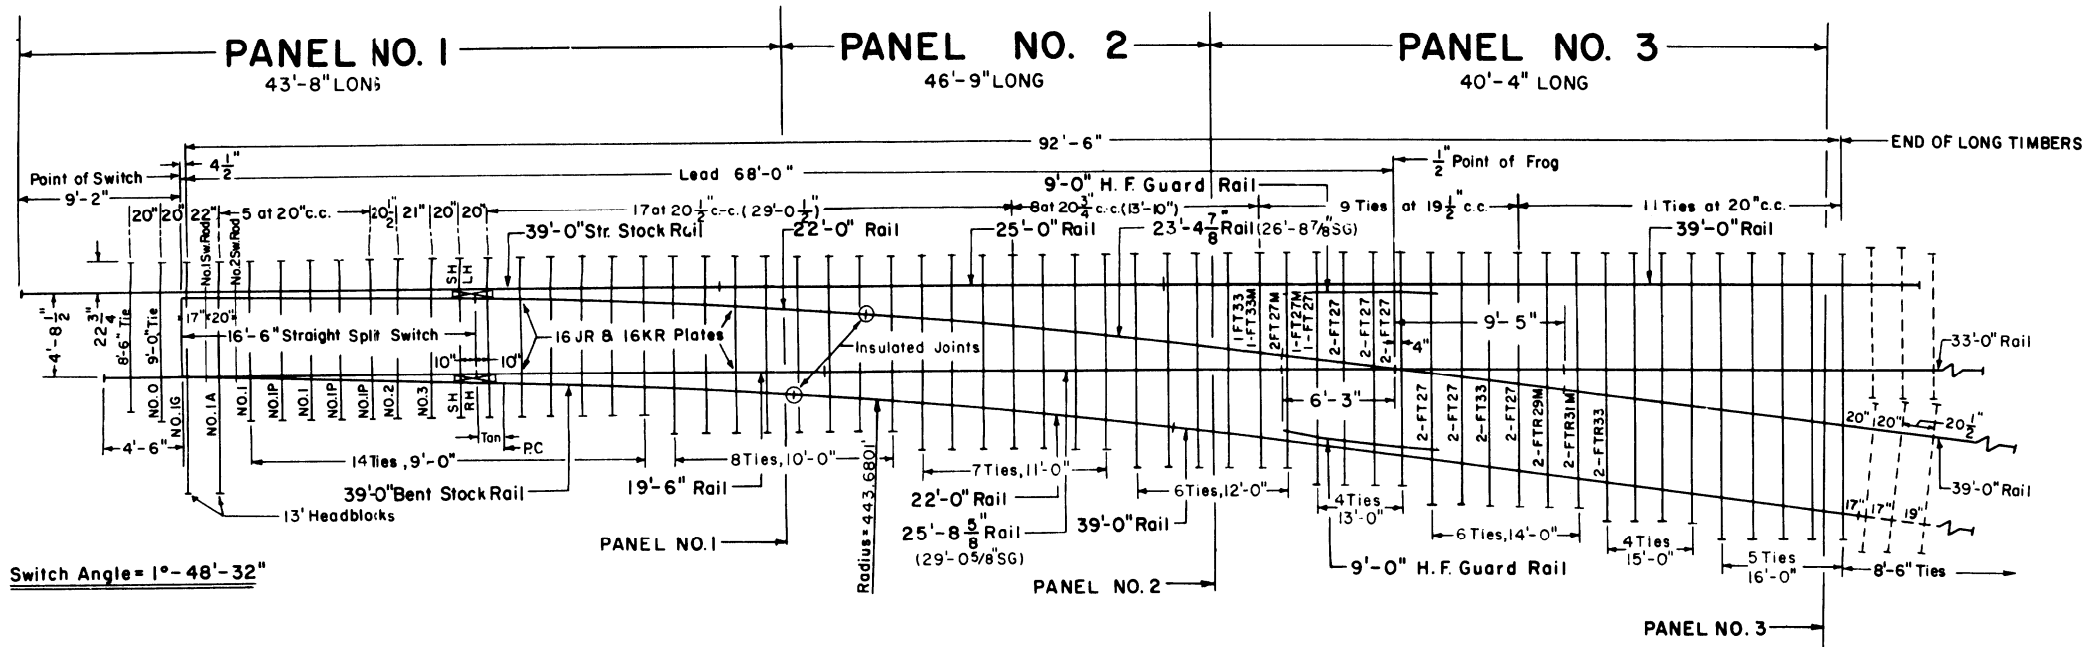 PANEL NO. 1
43'-8" LONG
PANEL NO. 2
46'-9" LONG
PANEL NO. 3
40'-4" LONG
92'-6"
END OF LONG TIMBERS
4 1/2"
Point of Switch
Lead 68'-0"
1/2" Point of Frog
9'-2"
9'-0" H.F. Guard Rail
20"
20"
22"
5 at 20" c.c.
20 1/2"
21"
20"
20"
17 at 20 1/2" c.-c. (29'-0 1/2")
8 at 20 3/4" c.-c. (13'-10")
9 Ties at 19 1/2" c.c.
11 Ties at 20" c.c.
No.1 Sw. Rod
No.2 Sw. Rod
39'-0" Str. Stock Rail
22'-0" Rail
25'-0" Rail
23'-4 7/8" Rail (26'-8 7/8" SG)
39'-0" Rail
SH
LH
4'-8 1/2"
22 3/4"
8'-6" Tie
9'-0" Tie
17"
20"
16'-6" Straight Split Switch
10"
10"
16 JR & 16 KR Plates
Insulated Joints
1-FT33
1-FT33M
2FT27M
1-FT27M
1-FT27
2-FT27
2-FT27
2-FT27
9'-5"
4"
33'-0" Rail
NO.0
NO.1G
NO.1A
NO.1
NO.1P
NO.1
NO.1P
NO.2
NO.3
SH
RH
6'-3"
2-FT27
2-FT27
2-FT33
2-FT27
2-FTR29M
2-FTR31M
2-FTR33
20"
20"
20 1/2"
4'-6"
Tan
P.C
14 Ties, 9'-0"
8 Ties, 10'-0"
7 Ties, 11'-0"
6 Ties, 12'-0"
4 Ties
13'-0"
6 Ties, 14'-0"
4 Ties
15'-0"
5 Ties
16'-0"
8'-6" Ties
17"
17"
19"
39'-0" Rail
39'-0" Bent Stock Rail
19'-6" Rail
Radius = 443.6801'
22'-0" Rail
25'-8 5/8" Rail
(29'-0 5/8" SG)
39'-0" Rail
9'-0" H.F. Guard Rail
13' Headblocks
PANEL NO. 1
PANEL NO. 2
PANEL NO. 3
Switch Angle = 1°-48'-32"